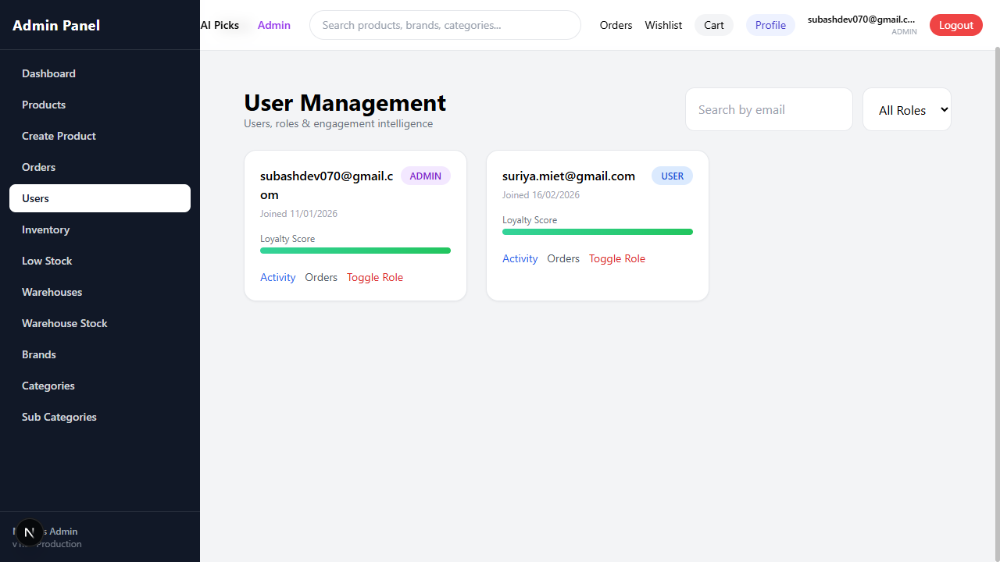 Admin Panel
AI Picks
Admin
Search products, brands, categories...
Orders
Wishlist
Cart
Profile
subashdev070@gmail.c...
ADMIN
Logout
Dashboard
Products
Create Product
Orders
Users
Inventory
Low Stock
Warehouses
Warehouse Stock
Brands
Categories
Sub Categories
Admin
Production
User Management
Users, roles & engagement intelligence
Search by email
All Roles
subashdev070@gmail.c
om
ADMIN
Joined 11/01/2026
Loyalty Score
Activity
Orders
Toggle Role
suriya.miet@gmail.com
USER
Joined 16/02/2026
Loyalty Score
Activity
Orders
Toggle Role
N